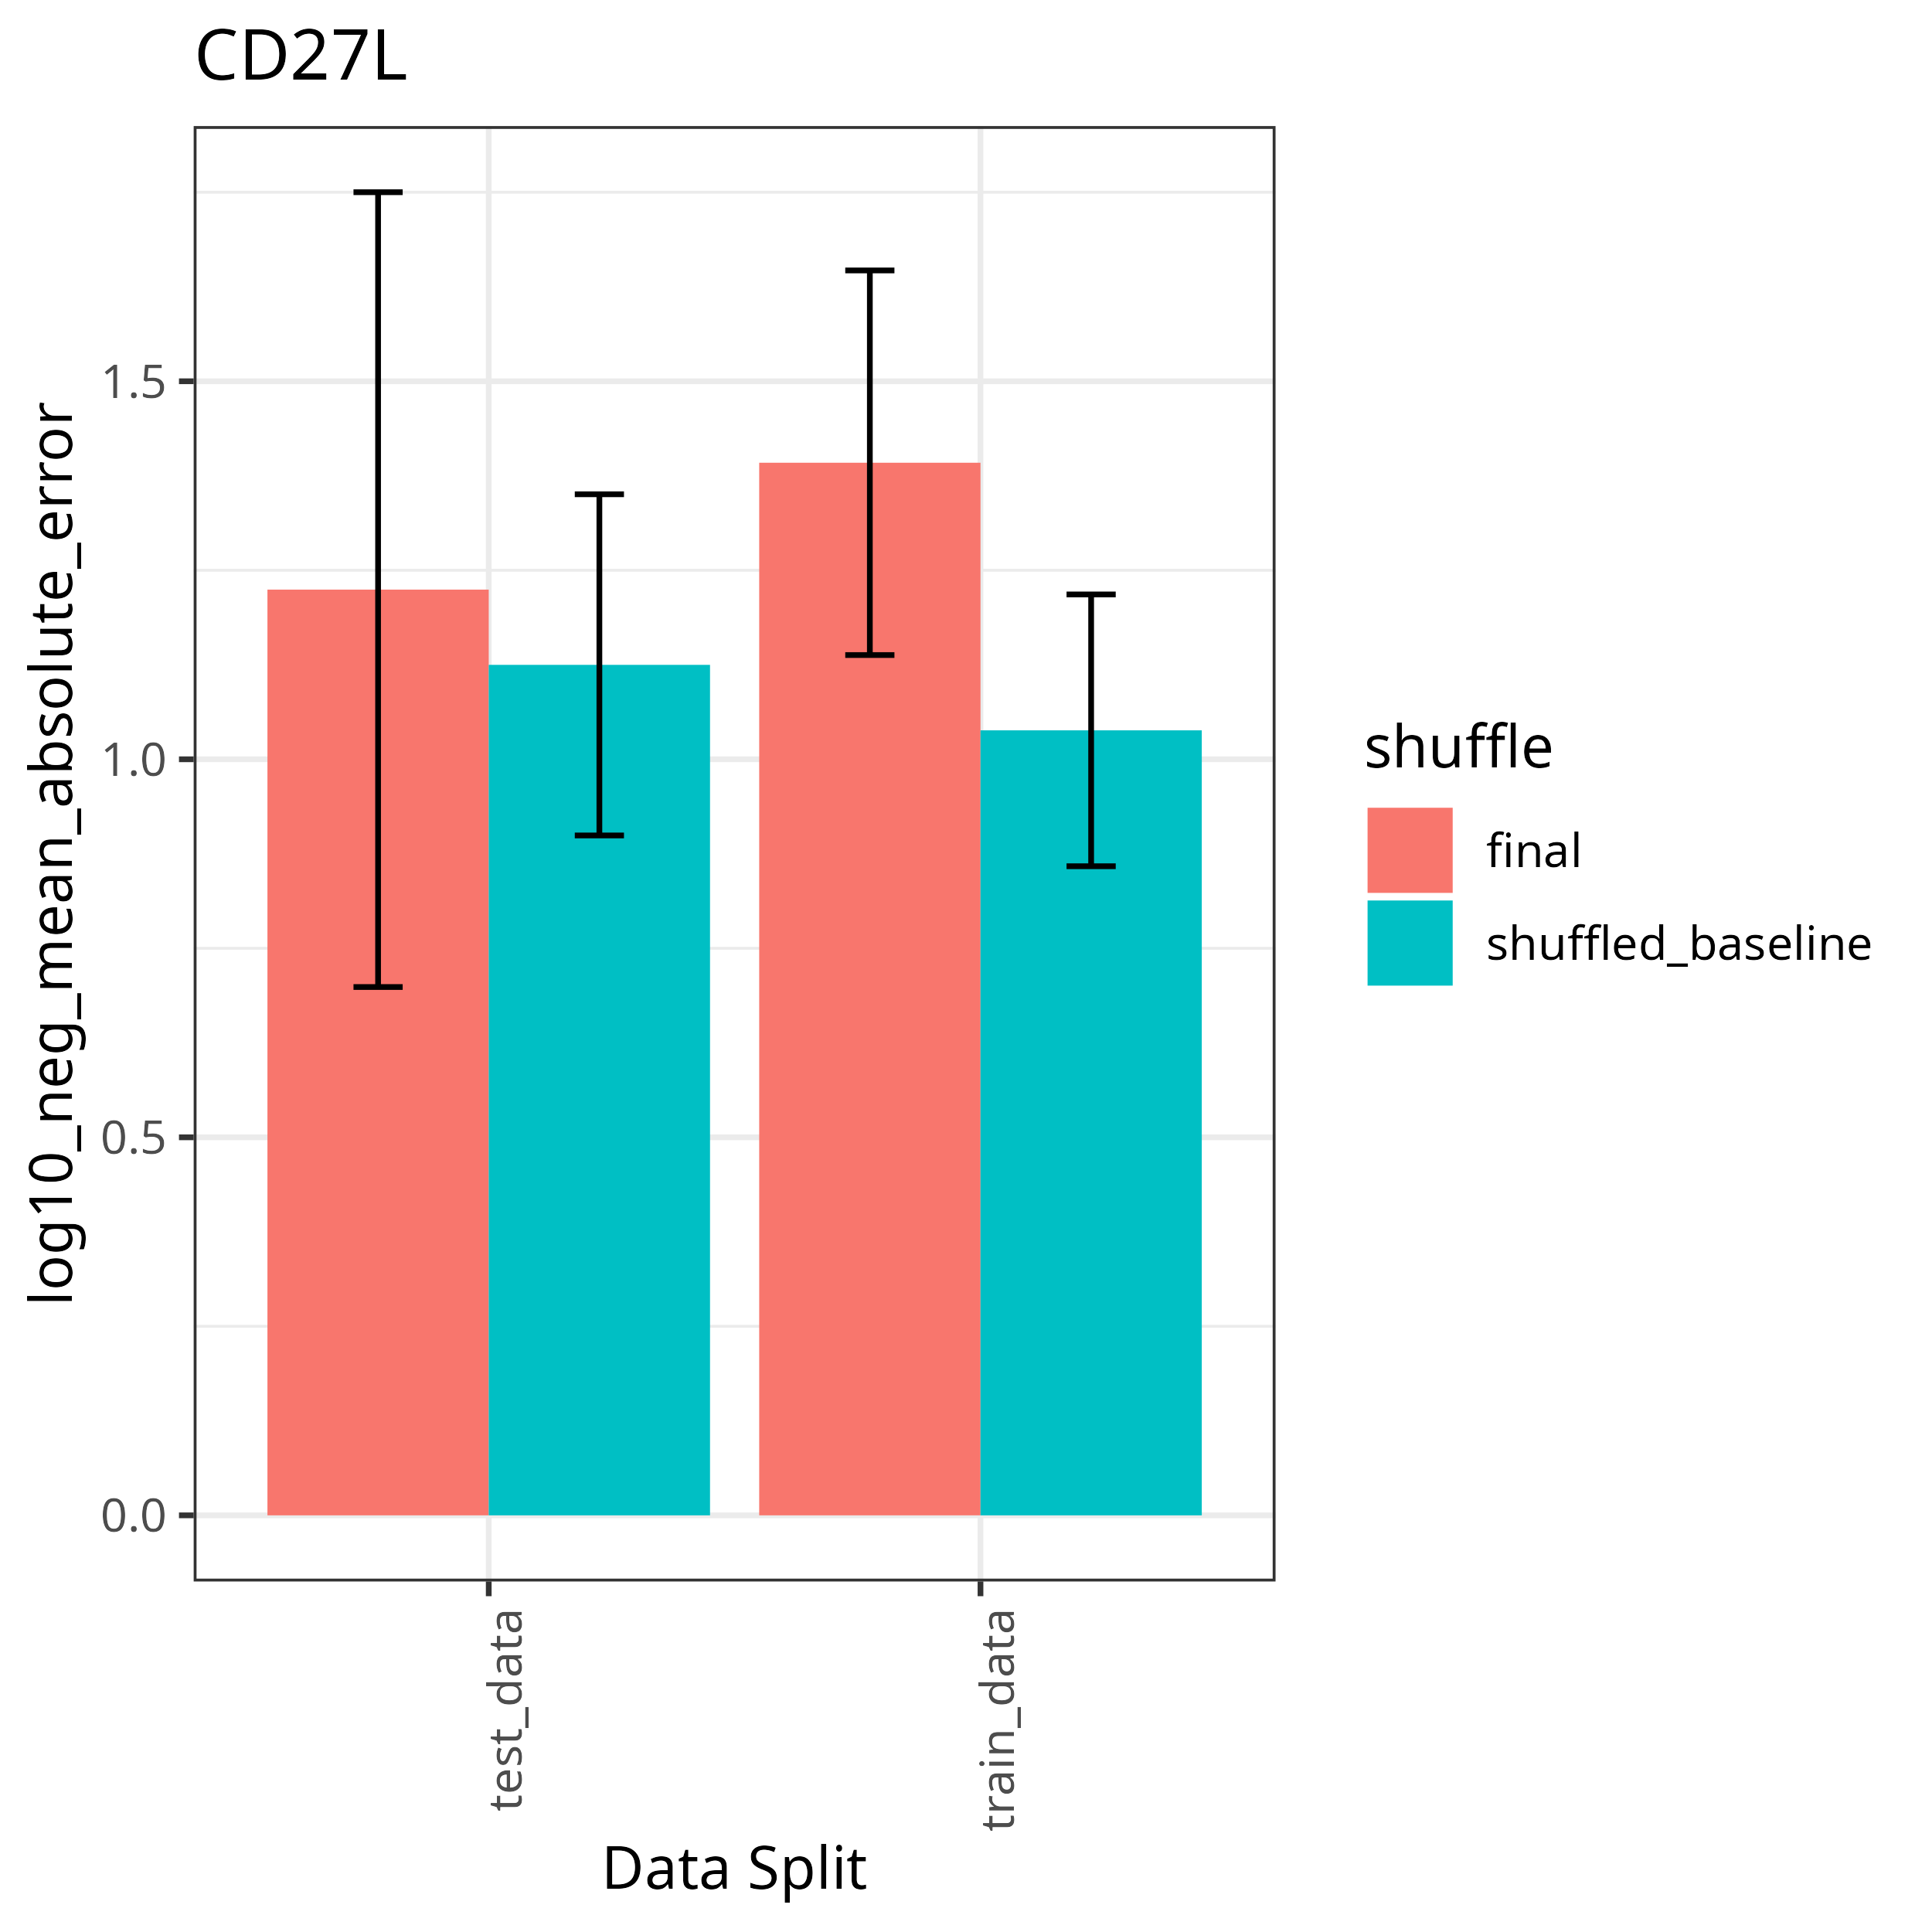 CD27L
log10_neg_mean_absolute_error
1.5
1.0
0.5
0.0
test_data
train_data
Data Split
shuffle
final
shuffled_baseline